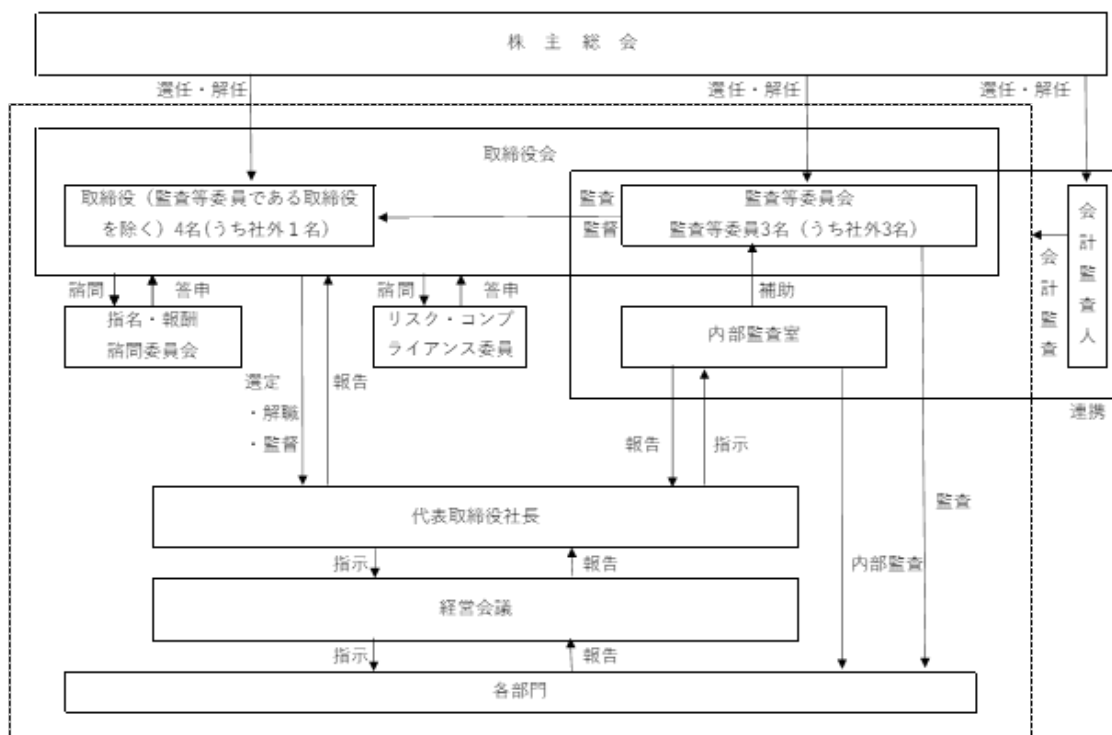 株 主 総 会
選任・解任
選任・解任
選任・解任
取締役会
取締役（監査等委員である取締役
を除く）4名(うち社外１名）
監査
監督
監査等委員会
監査等委員3名（うち社外3名）
会計監査人
会計監査
諮問
答申
諮問
答申
補助
指名・報酬
諮問委員会
リスク・コンプ
ライアンス委員
内部監査室
選定
・解職
・監督
報告
連携
報告
指示
代表取締役社長
監査
指示
報告
内部監査
経営会議
指示
報告
各部門